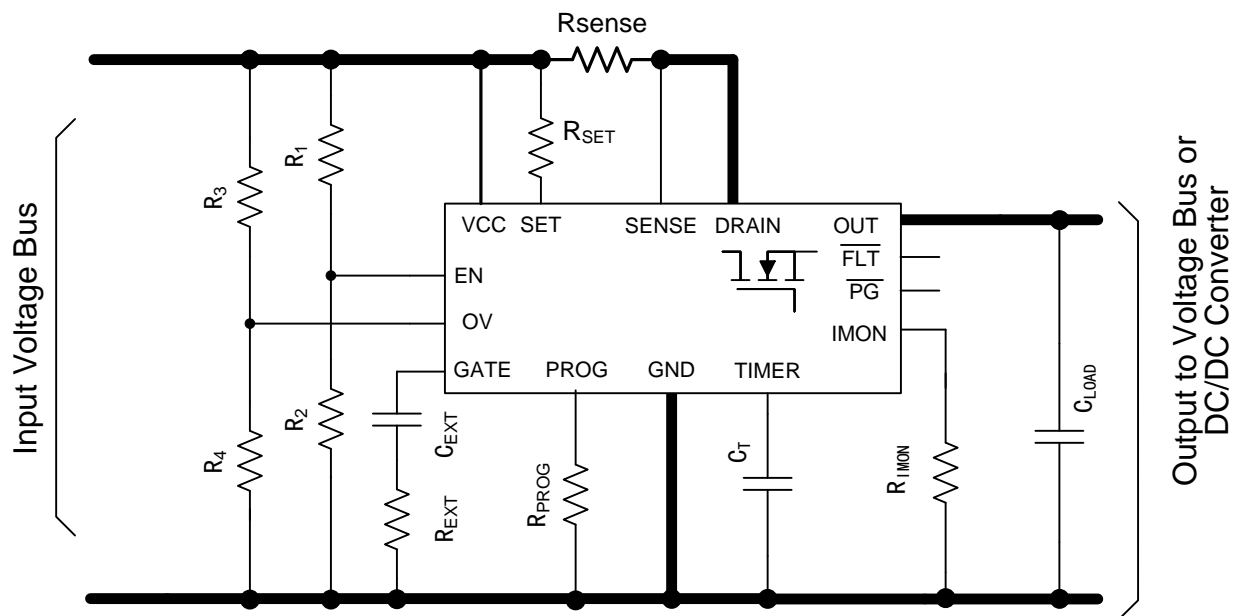 Rsense
R1
RSET
R3
VCC SET SENSE DRAIN OUT
FLT
EN
PG
OV
IMON
GATE PROG GND TIMER
R2
R4
CEXT
REXT
RPROG
CT
RIMON
CLOAD
Input Voltage Bus
Output to Voltage Bus or
DC/DC Converter